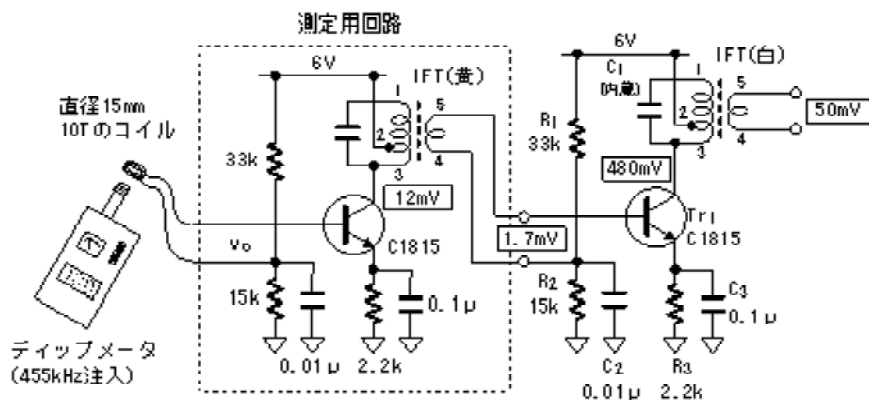 測定用回路
直径15mm
10Tのコイル
ディップメータ
(455kHz注入)
6V
IFT(黄)
1
2
3
5
4
33k
12mV
Vo
C1815
15k
0.1μ
0.01μ
2.2k
1.7mV
6V
IFT(白)
C1
(内蔵)
1
2
3
5
4
50mV
R1
33k
480mV
Tr1
C1815
R2
15k
C3
0.1μ
C2
0.01μ
R3
2.2k